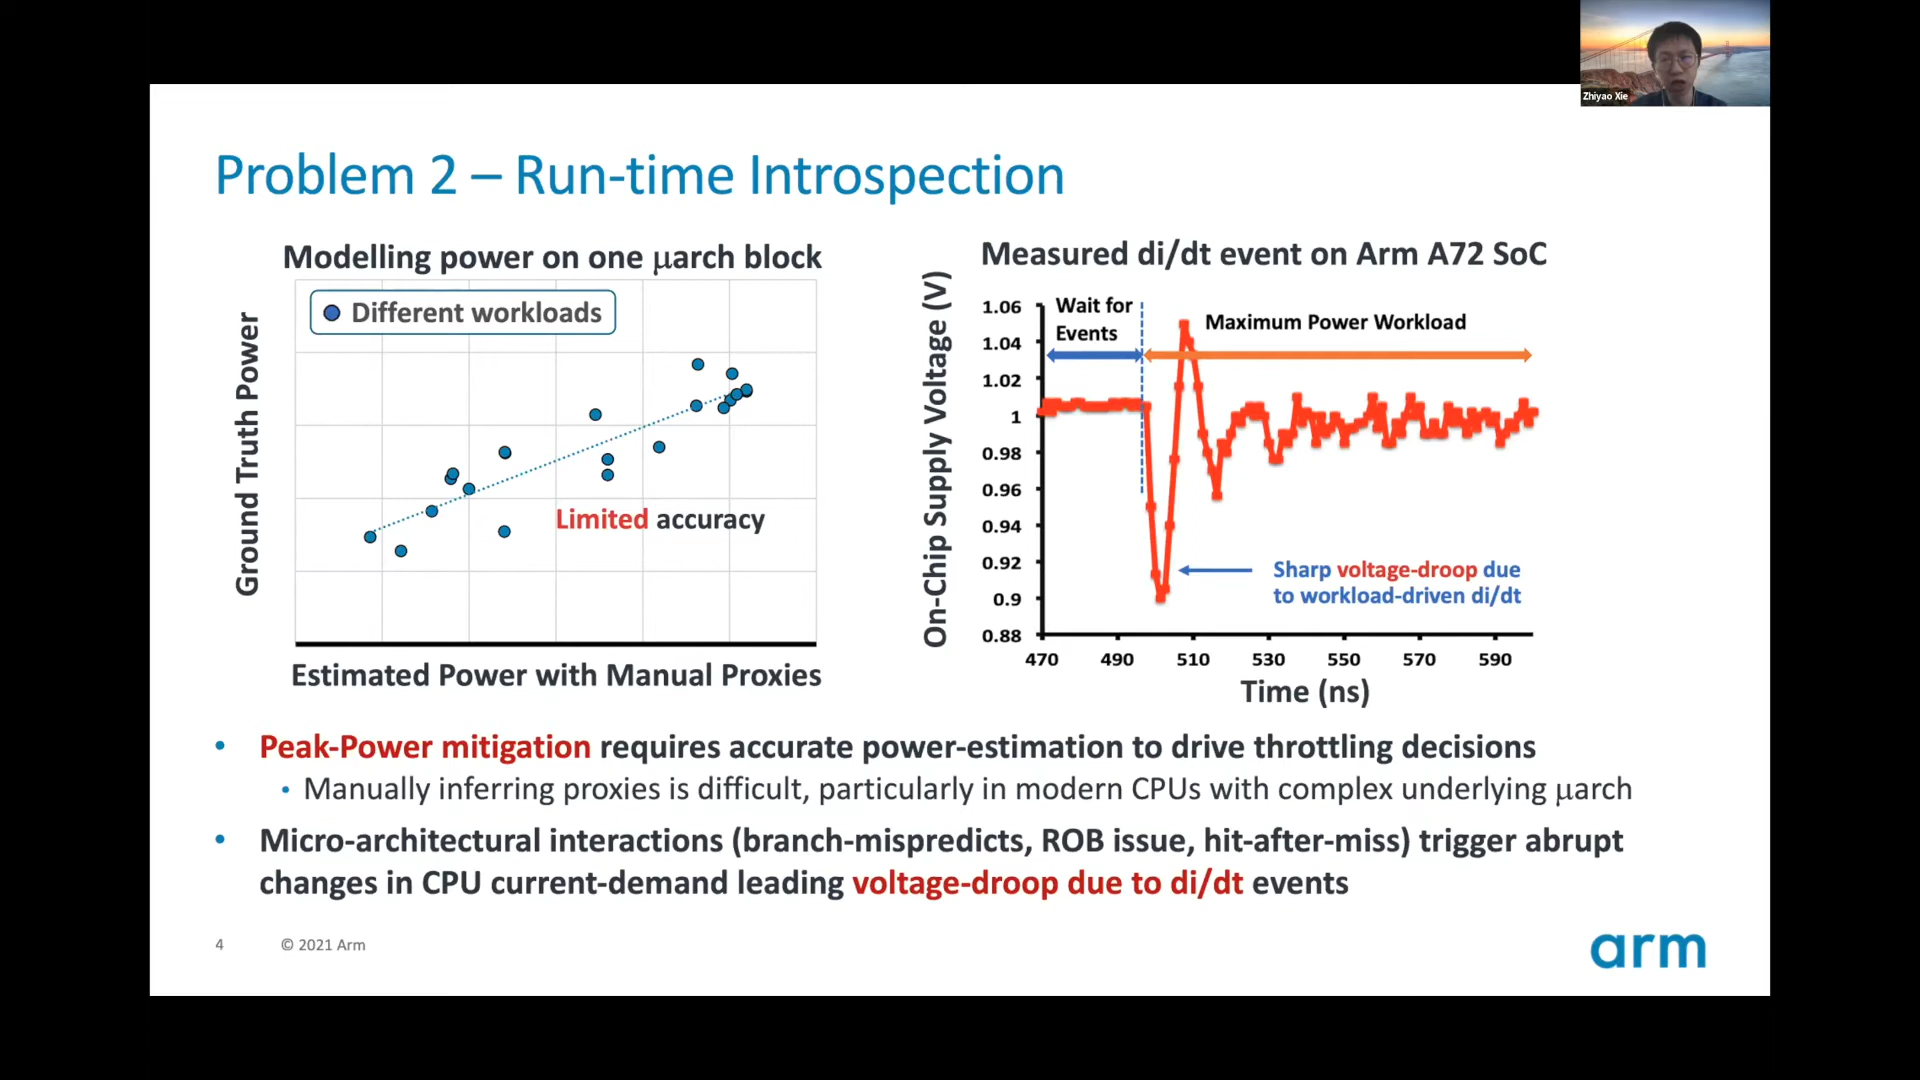 Zhiyao Xie
Problem 2 – Run-time Introspection
Modelling power on one μarch block
Different workloads
Ground Truth Power
Limited accuracy
Estimated Power with Manual Proxies
Measured di/dt event on Arm A72 SoC
On-Chip Supply Voltage (V)
1.06
1.04
1.02
1
0.98
0.96
0.94
0.92
0.9
0.88
Wait for
Events
Maximum Power Workload
Sharp voltage-droop due
to workload-driven di/dt
470 490 510 530 550 570 590
Time (ns)
• Peak-Power mitigation requires accurate power-estimation to drive throttling decisions
• Manually inferring proxies is difficult, particularly in modern CPUs with complex underlying μarch
• Micro-architectural interactions (branch-mispredicts, ROB issue, hit-after-miss) trigger abrupt
changes in CPU current-demand leading voltage-droop due to di/dt events
4 © 2021 Arm
arm